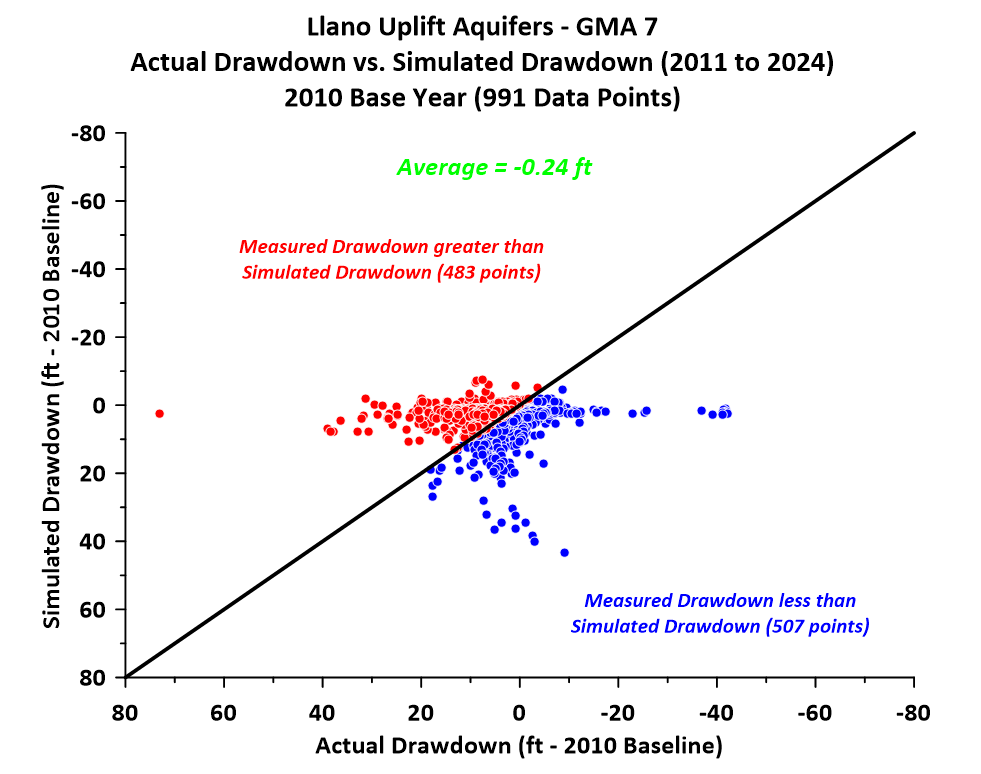 Llano Uplift Aquifers - GMA 7
Actual Drawdown vs. Simulated Drawdown (2011 to 2024)
2010 Base Year (991 Data Points)
Average = -0.24 ft
Measured Drawdown greater than
Simulated Drawdown (483 points)
Measured Drawdown less than
Simulated Drawdown (507 points)
Simulated Drawdown (ft - 2010 Baseline)
-80
-60
-40
-20
0
20
40
60
80
80 60 40 20 0 -20 -40 -60 -80
Actual Drawdown (ft - 2010 Baseline)